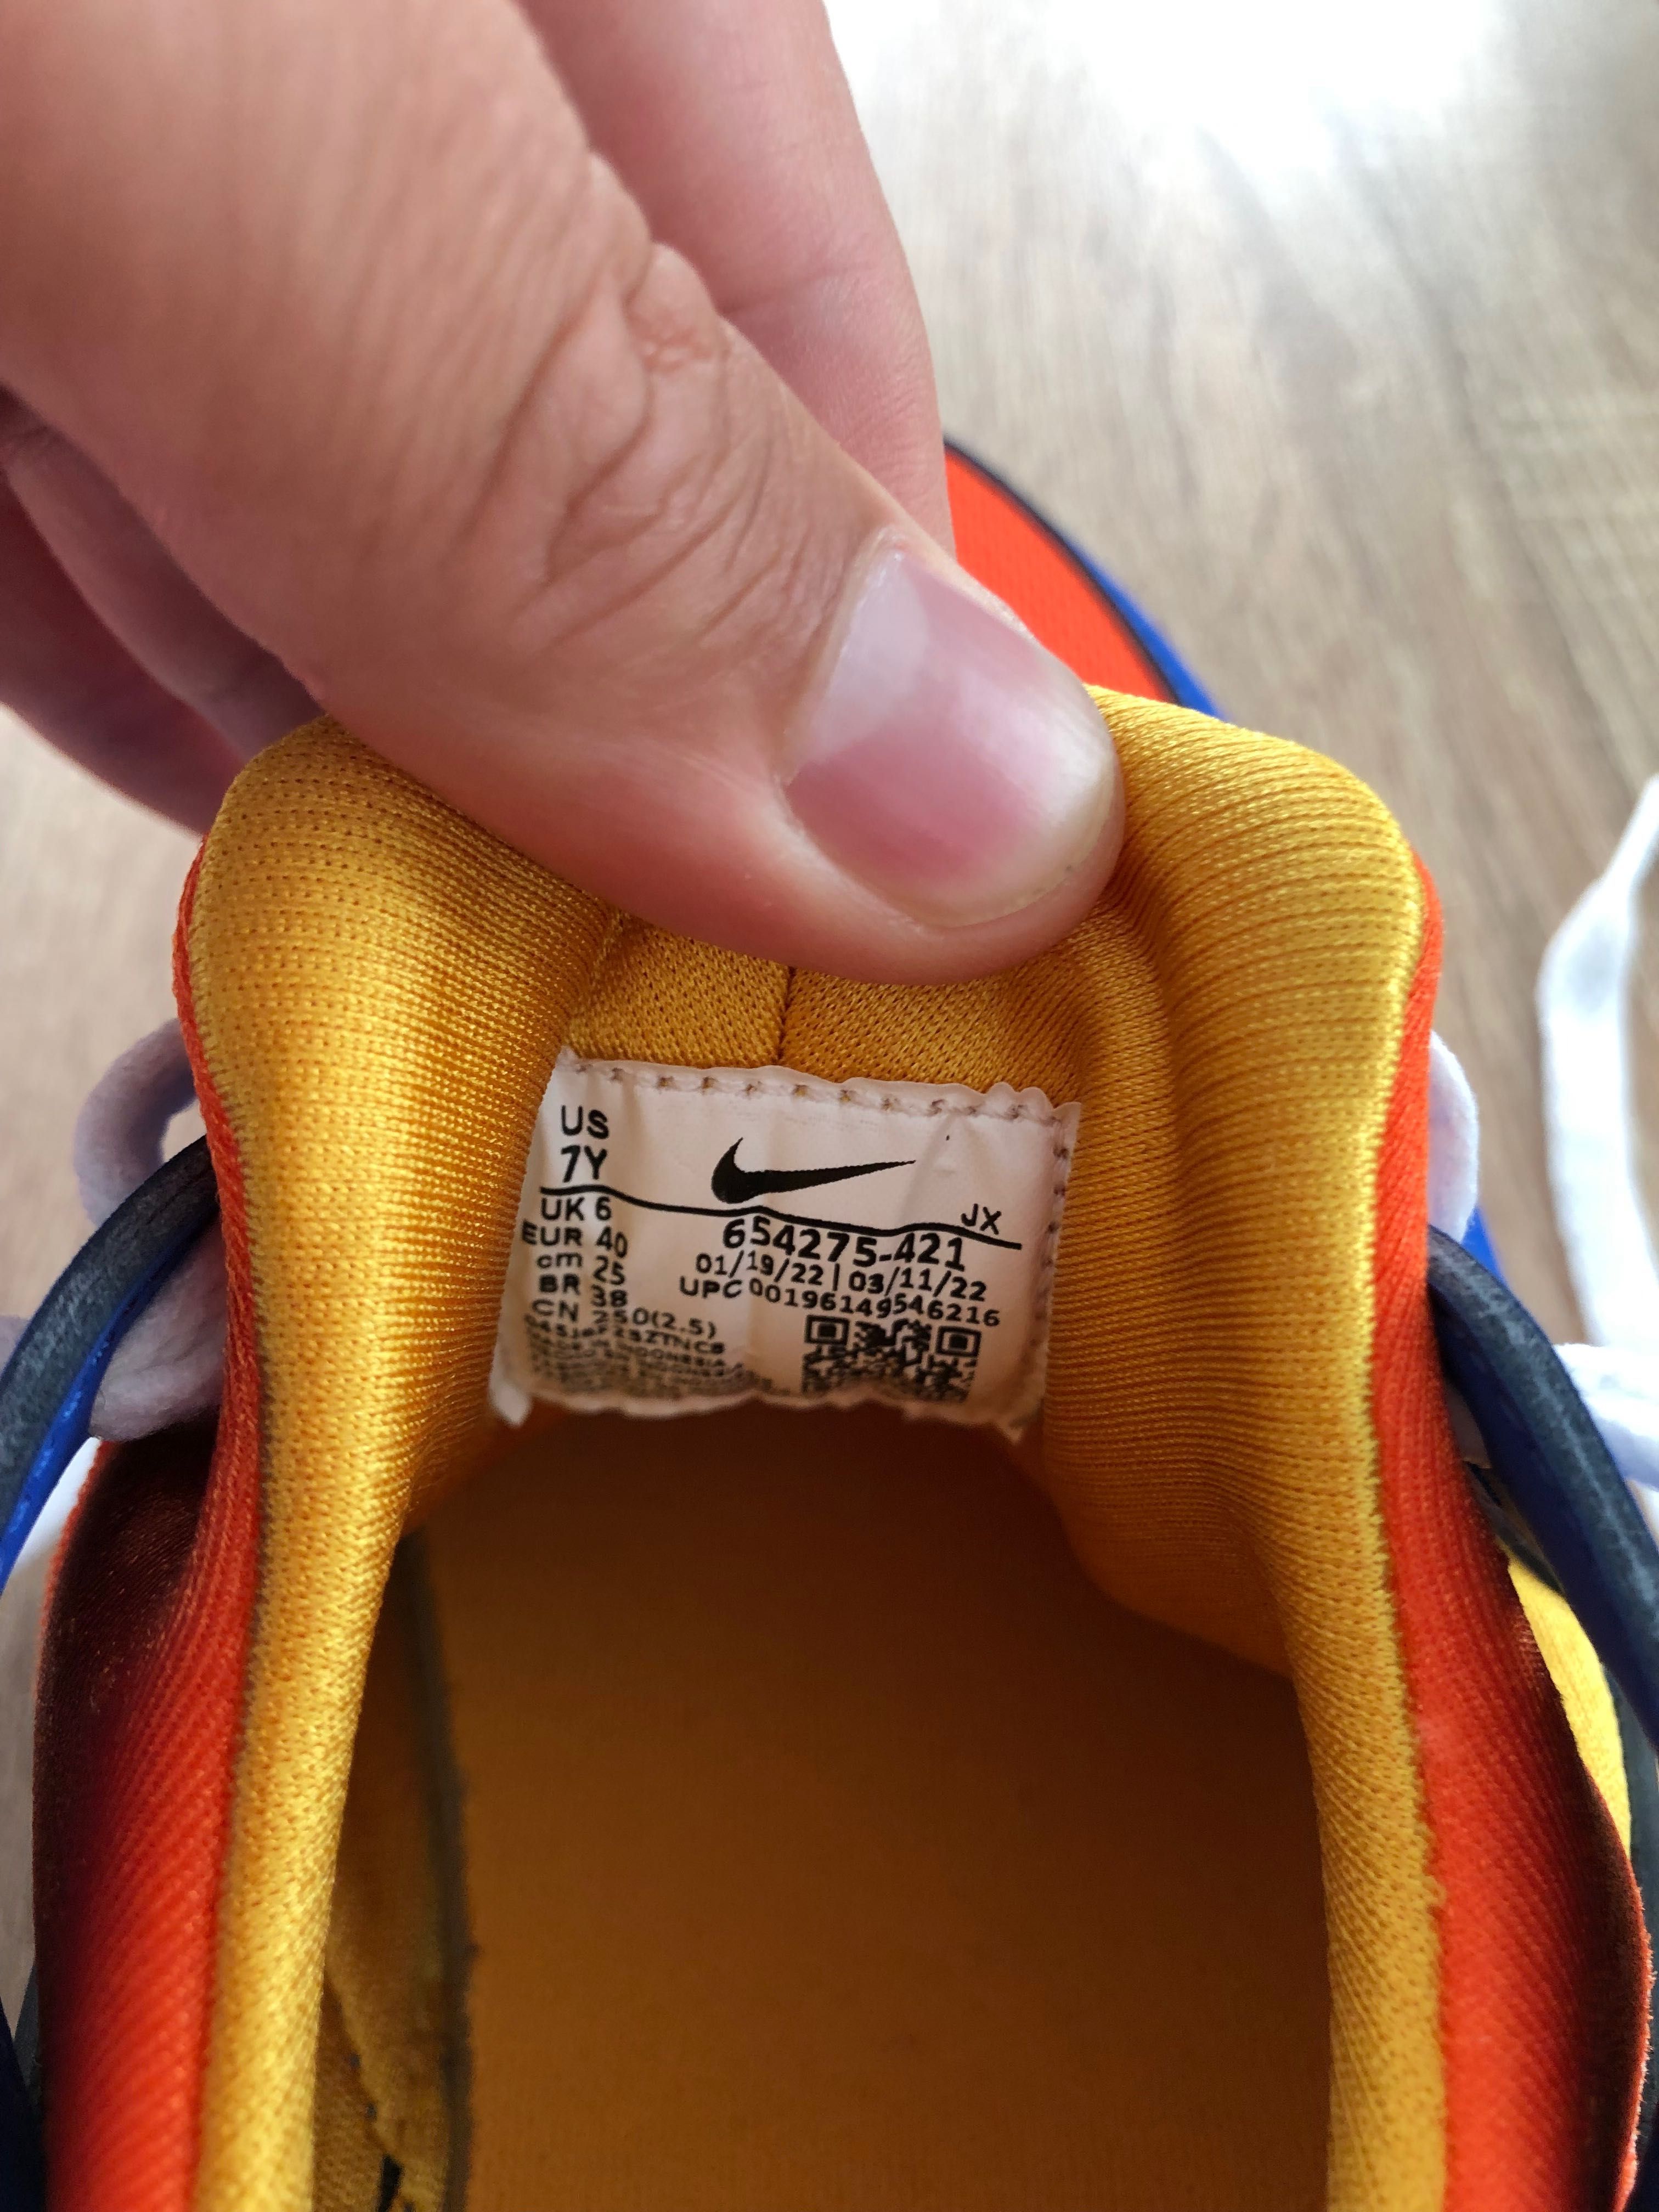 US
7Y
JX
UK 6
EUR 40
cm 25
BR 38
CN 250(2.5)
654275-421
01/19/22 | 03/11/22
UPC 00196149546216
INDONESIA